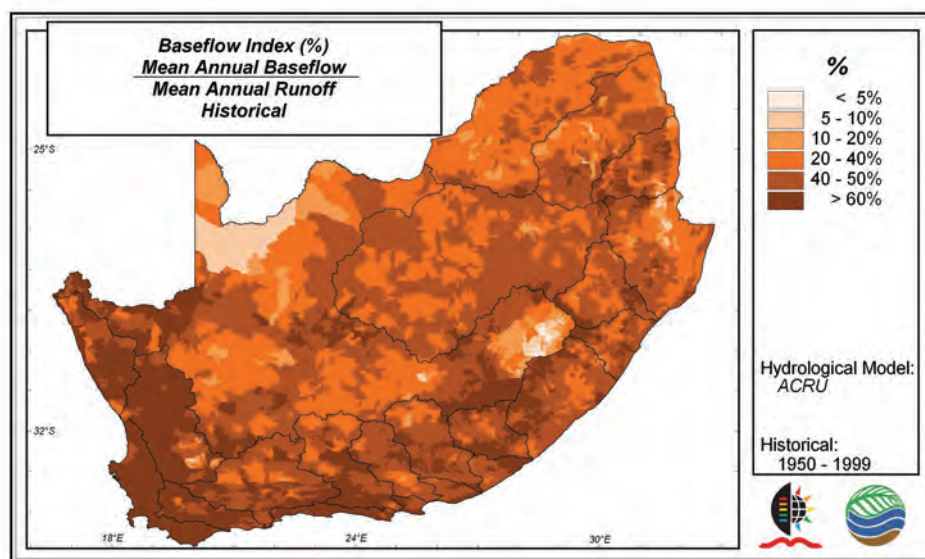 Baseflow Index (%)
Mean Annual Baseflow
Mean Annual Runoff
Historical
%
< 5%
5 - 10%
10 - 20%
20 - 40%
40 - 50%
> 60%
25°S
32°S
18°E
24°E
30°E
Hydrological Model:
ACRU
Historical:
1950 - 1999